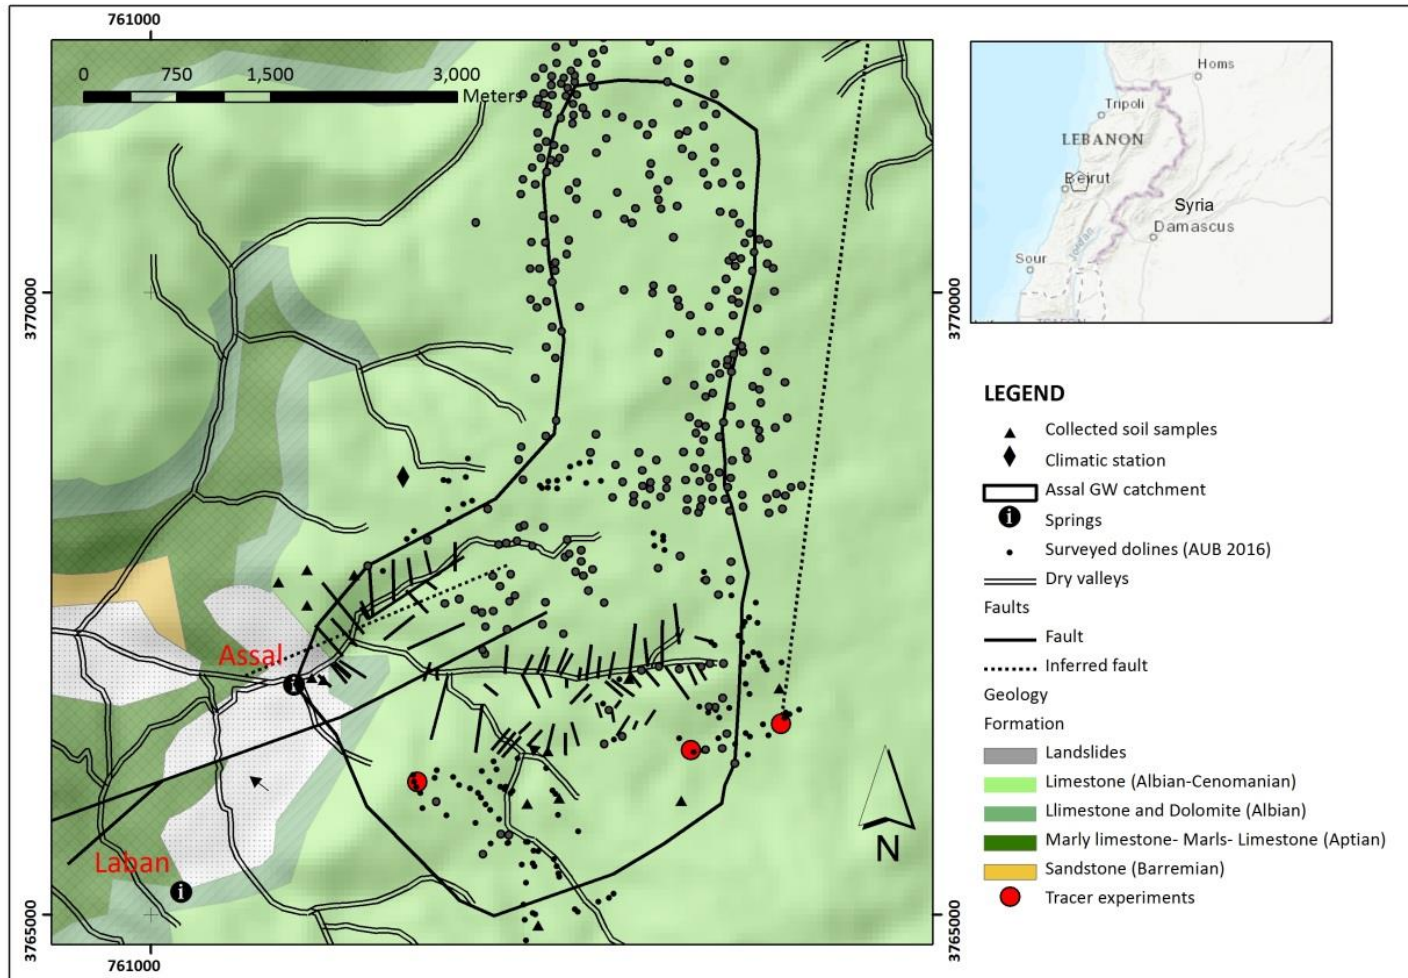 761000
0 750 1,500 3,000
Meters
3770000
3770000
Assal
i
Laban
i
N
3765000
3765000
761000
Homs
Tripoli
LEBANON
Beirut
Syria
Damascus
Jordan
Sour
LEGEND
Collected soil samples
Climatic station
Assal GW catchment
i
Springs
Surveyed dolines (AUB 2016)
Dry valleys
Faults
Fault
Inferred fault
Geology
Formation
Landslides
Limestone (Albian-Cenomanian)
Llimestone and Dolomite (Albian)
Marly limestone- Marls- Limestone (Aptian)
Sandstone (Barremian)
Tracer experiments